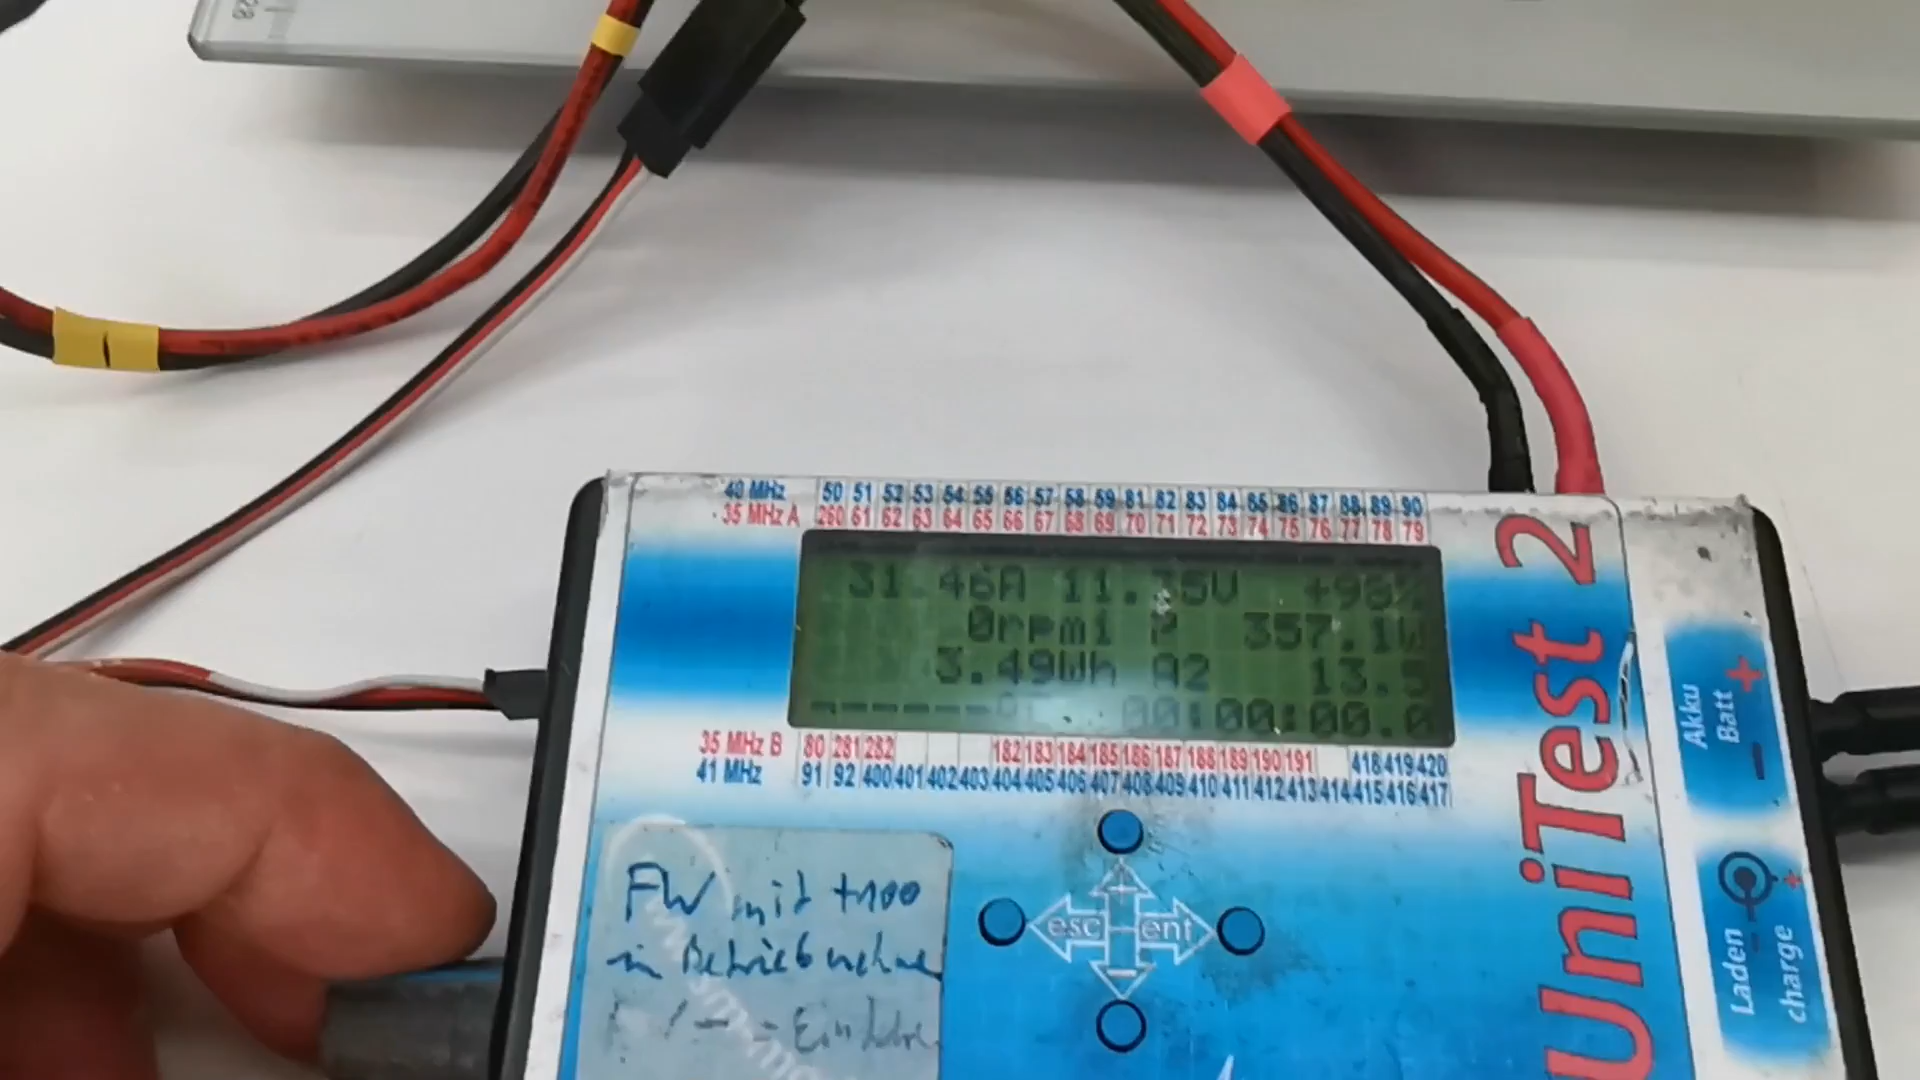 40 MHz 50 51 52 53 54 55 56 57 58 59 81 82 83 84 85 86 87 88 89 90
35 MHz A 260 61 62 63 64 65 66 67 68 69 70 71 72 73 74 75 76 77 78 79
31.46A 11.35V +98%
0rpmi P 357.1W
3.49Wh A2 13.5
00:00:00.0
35 MHz B 80 281 282 182 183 184 185 186 187 188 189 190 191 418 419 420
41 MHz 91 92 400 401 402 403 404 405 406 407 408 409 410 411 412 413 414 415 416 417
FW mit +100
in Betrieb nehme
esc ent
UniTest 2
Akku
Batt
+
−
Laden
charge